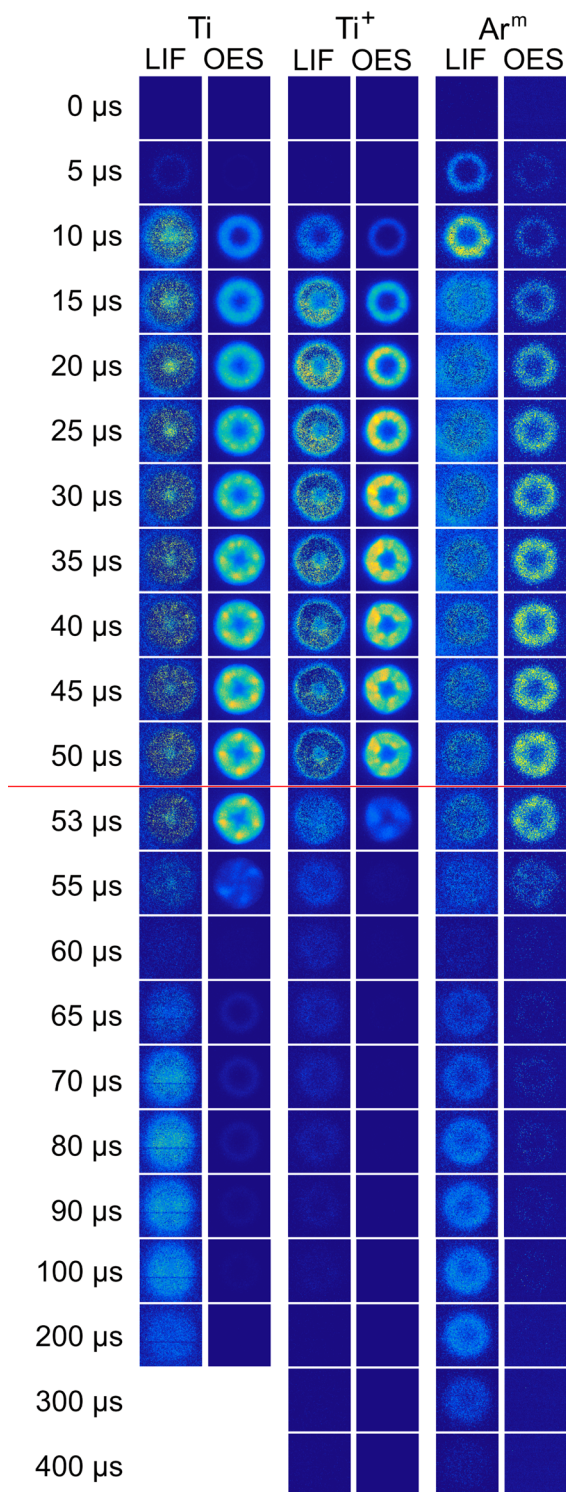 Ti Ti⁺ Arᵐ
LIF OES LIF OES LIF OES
0 µs
5 µs
10 µs
15 µs
20 µs
25 µs
30 µs
35 µs
40 µs
45 µs
50 µs
53 µs
55 µs
60 µs
65 µs
70 µs
80 µs
90 µs
100 µs
200 µs
300 µs
400 µs